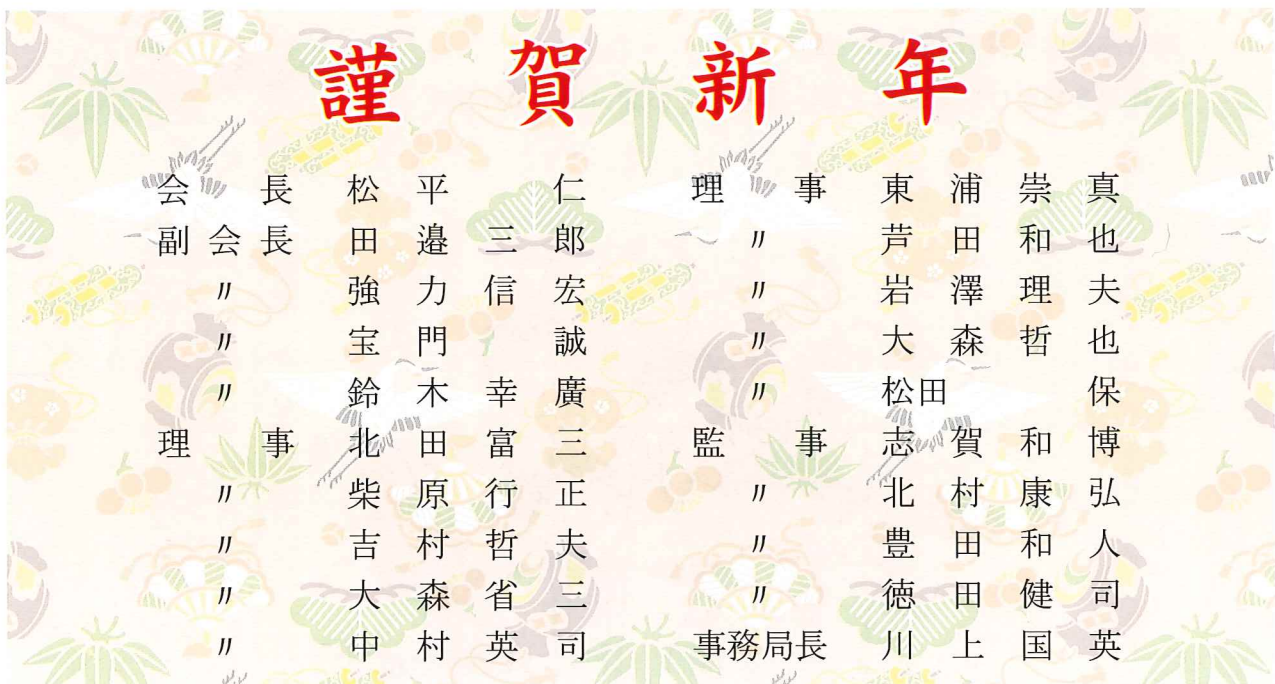 謹賀新年
会長 松平 仁
副会長 田邉三郎
〃 強力信宏
〃 宝門 誠
〃 鈴木幸廣
理事 北田富三
〃 柴原行正
〃 吉村哲夫
〃 大森省三
〃 中村英司
理事 東浦崇真
〃 芦田和也
〃 岩澤理夫
〃 大森哲也
〃 松田 保
監事 志賀和博
〃 北村康弘
〃 豊田和人
〃 徳田健司
事務局長 川上国英